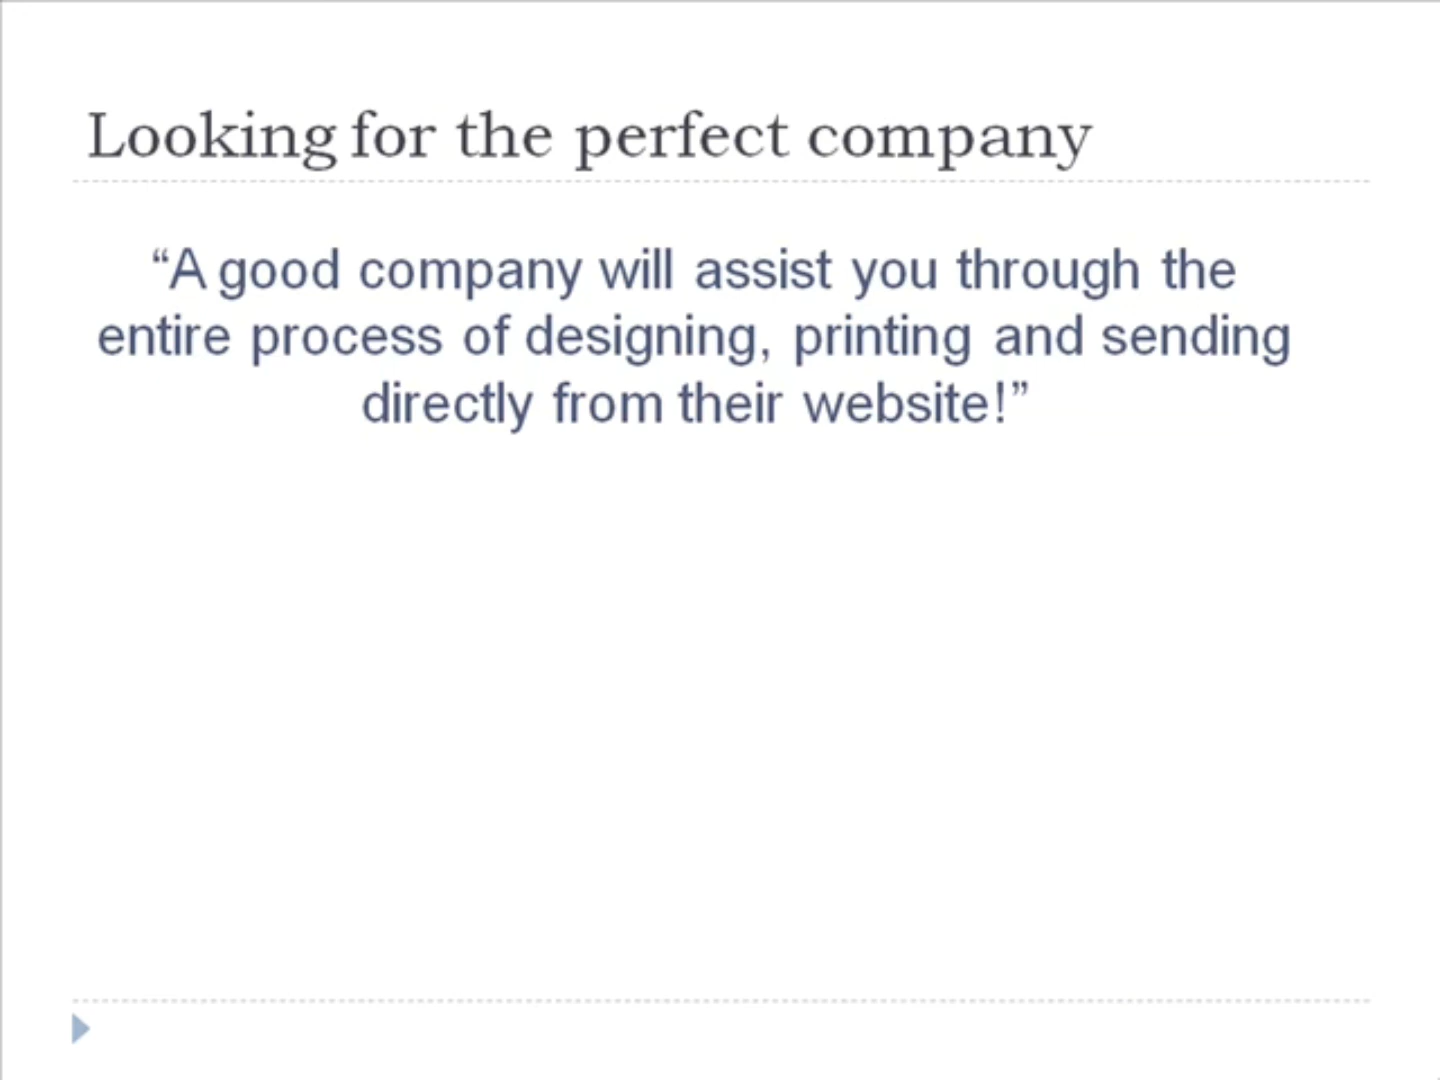 Looking for the perfect company
“A good company will assist you through the
entire process of designing, printing and sending
directly from their website!”